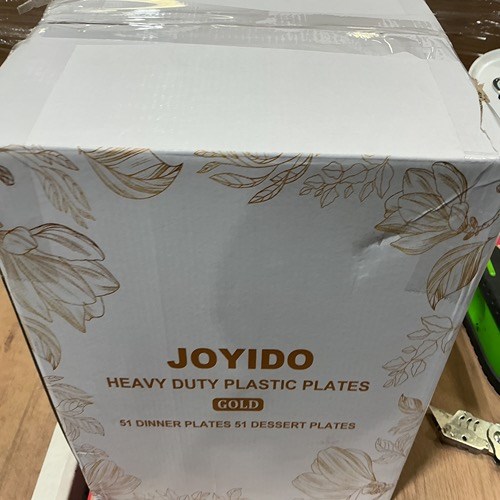 JOYIDO
HEAVY DUTY PLASTIC PLATES
GOLD
51 DINNER PLATES 51 DESSERT PLATES